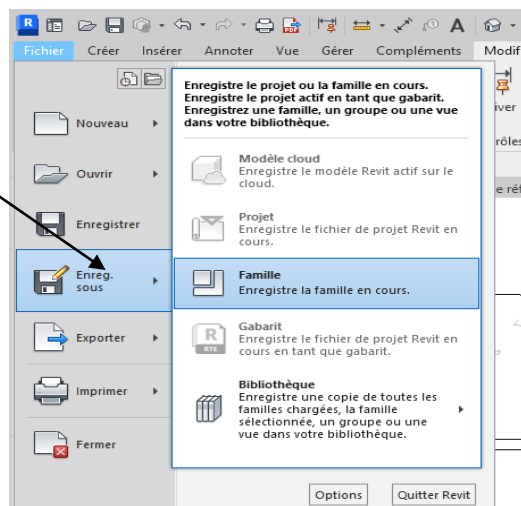 R PDF A
Fichier Créer Insérer Annoter Vue Gérer Compléments Modif
Nouveau
Ouvrir
Enregistrer
Enreg.
sous
Exporter
Imprimer
Fermer
Enregistre le projet ou la famille en cours.
Enregistre le projet actif en tant que gabarit.
Enregistrez une famille, un groupe ou une vue
dans votre bibliothèque.
Modèle cloud
Enregistre le modèle Revit actif sur le
cloud.
Projet
Enregistre le fichier de projet Revit en
cours.
Famille
Enregistre la famille en cours.
R
RTE
Gabarit
Enregistre le fichier de projet Revit en
cours en tant que gabarit.
Bibliothèque
Enregistre une copie de toutes les
familles chargées, la famille
sélectionnée, un groupe ou une
vue dans votre bibliothèque.
Options Quitter Revit
iver
rôles
e réf